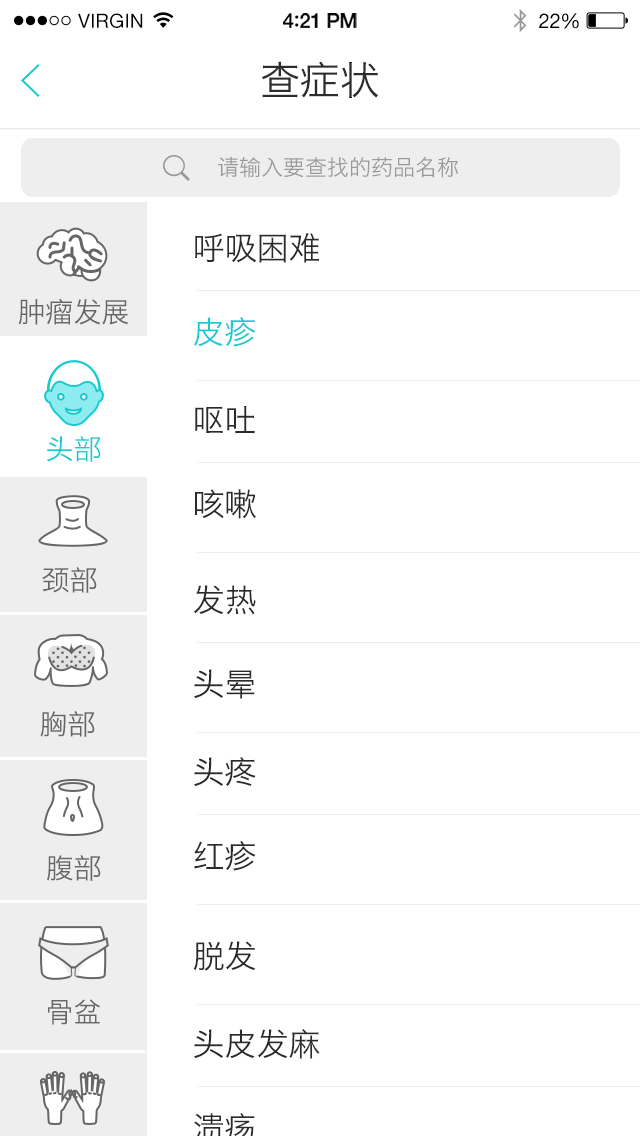 VIRGIN 4:21 PM 22%
查症状
请输入要查找的药品名称
肿瘤发展
头部
颈部
胸部
腹部
骨盆
呼吸困难
皮疹
呕吐
咳嗽
发热
头晕
头疼
红疹
脱发
头皮发麻
溃疡